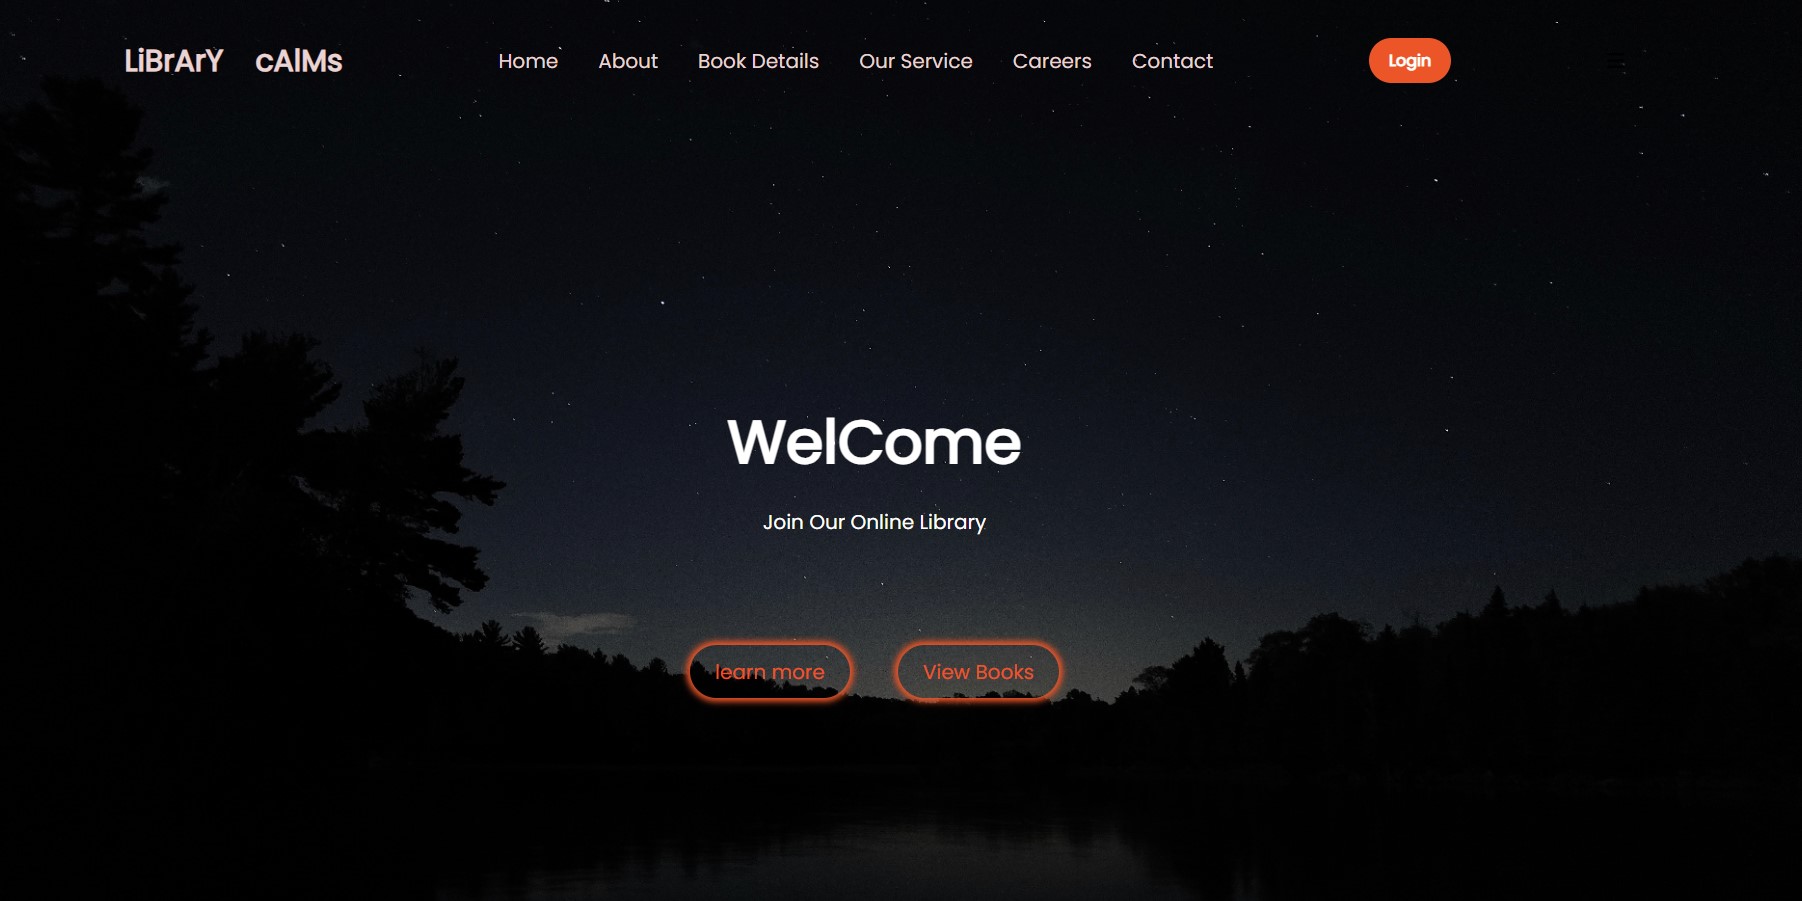 LiBrArY cAlMs Home About Book Details Our Service Careers Contact Login
WelCome
Join Our Online Library
learn more View Books